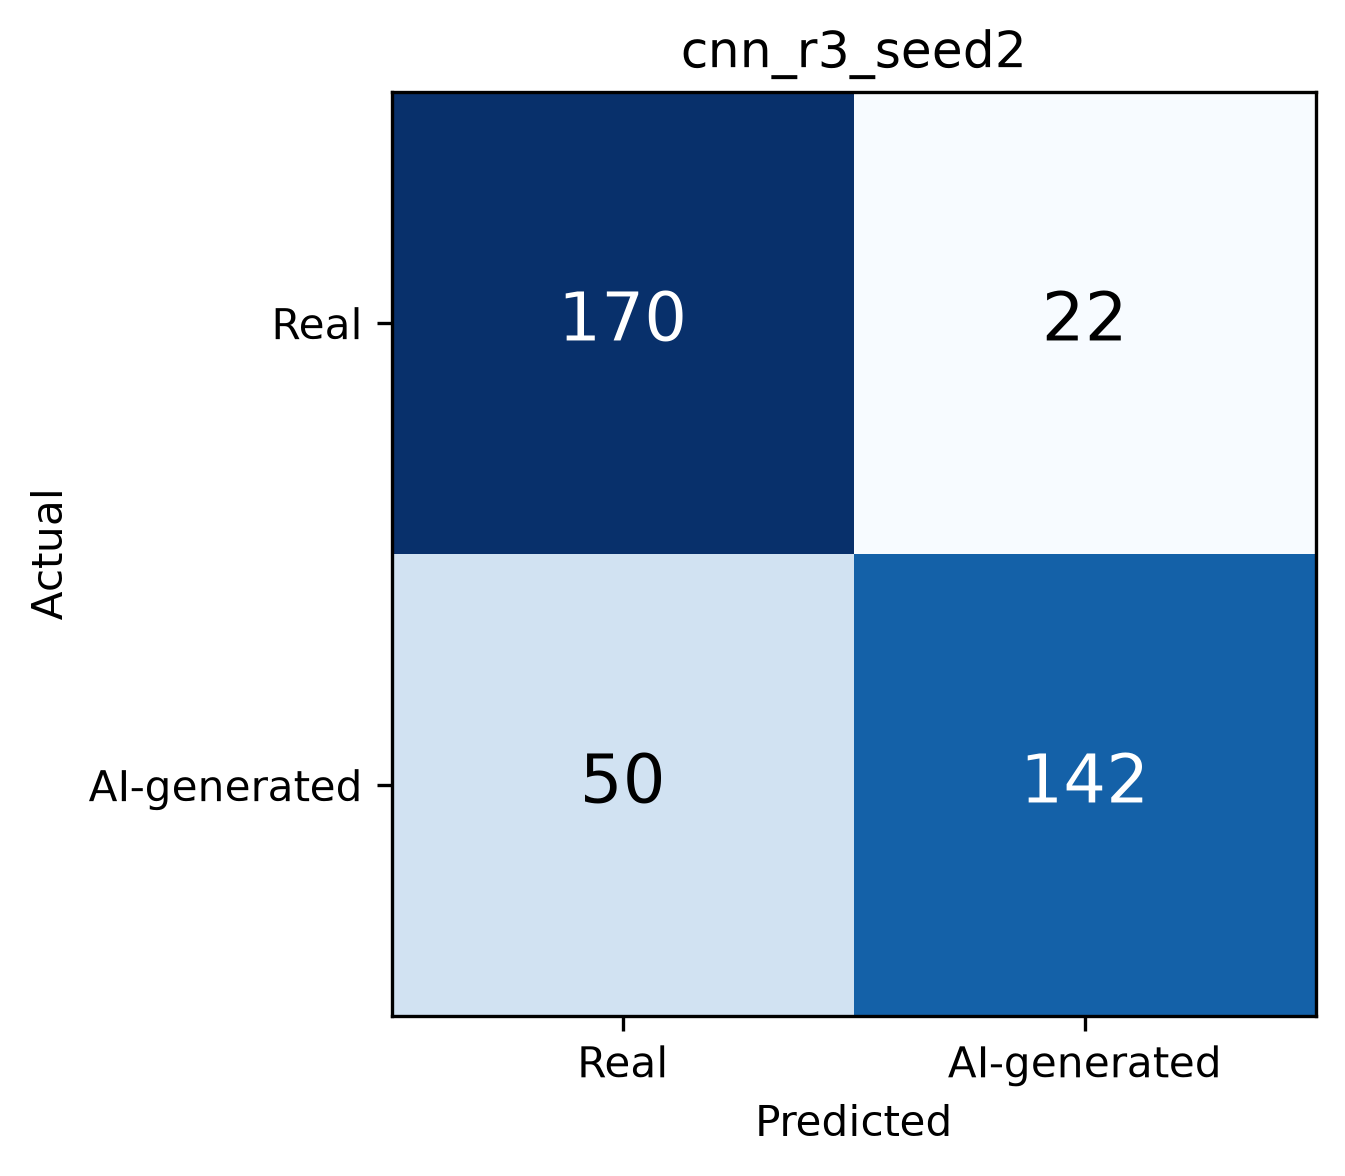 cnn_r3_seed2
Actual
Real
170
22
AI-generated
50
142
Real
AI-generated
Predicted